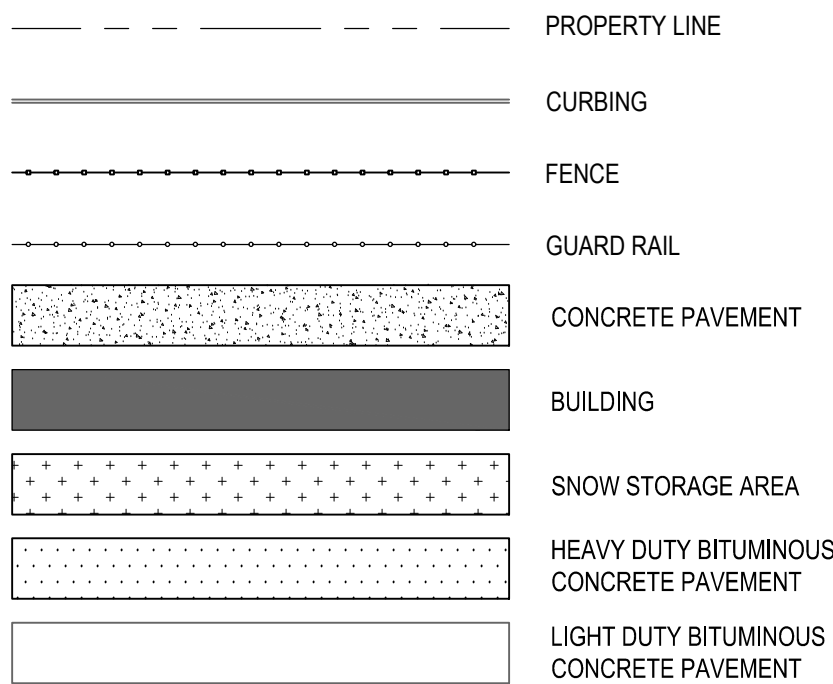 PROPERTY LINE
CURBING
FENCE
GUARD RAIL
CONCRETE PAVEMENT
BUILDING
SNOW STORAGE AREA
HEAVY DUTY BITUMINOUS
CONCRETE PAVEMENT
LIGHT DUTY BITUMINOUS
CONCRETE PAVEMENT